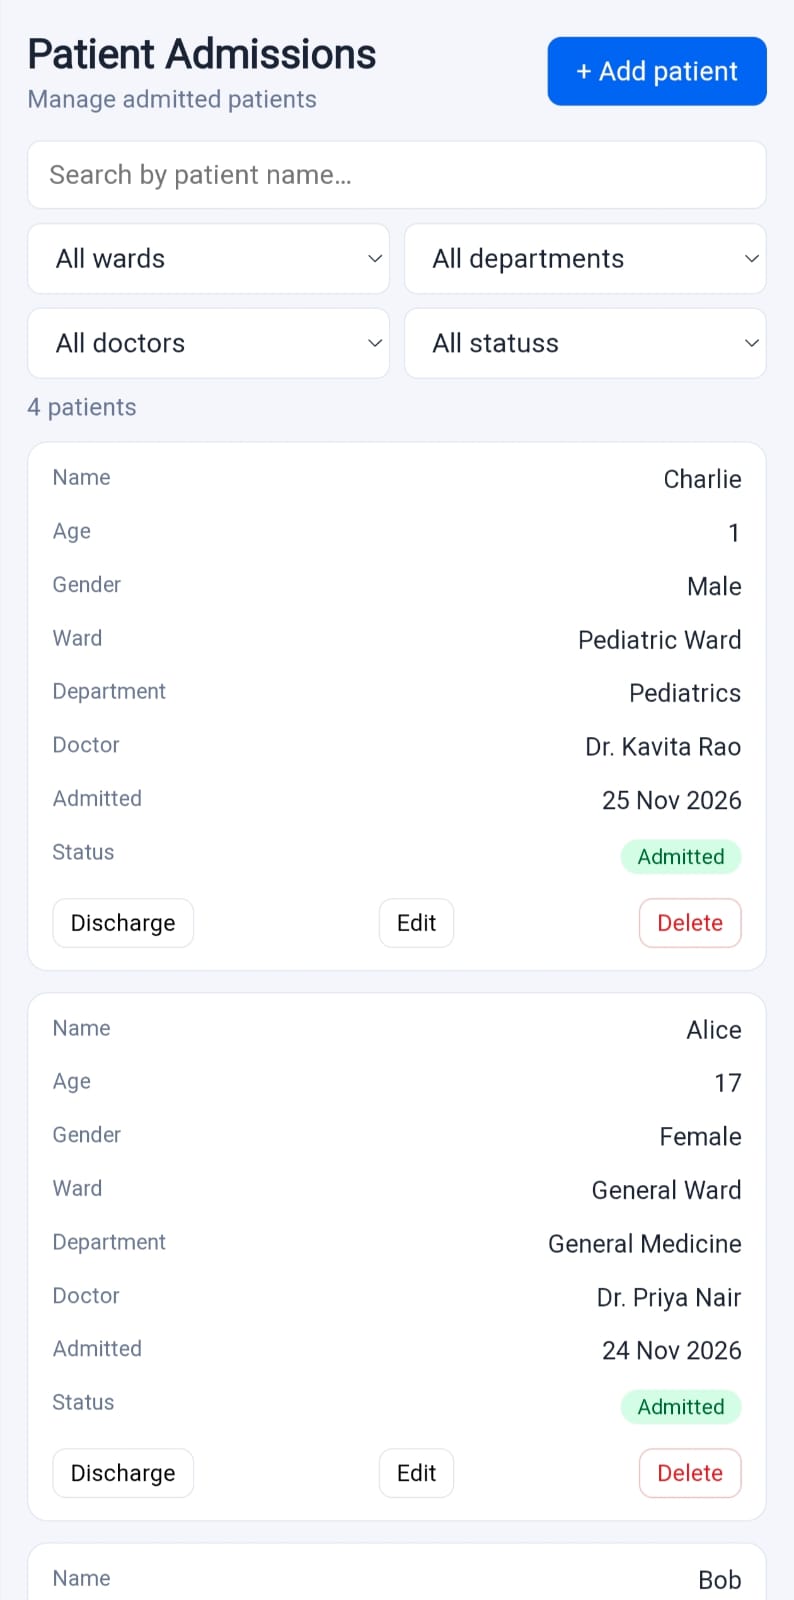 Patient Admissions
+ Add patient
Manage admitted patients
Search by patient name...
All wards
All departments
All doctors
All statuss
4 patients
Name Charlie
Age 1
Gender Male
Ward Pediatric Ward
Department Pediatrics
Doctor Dr. Kavita Rao
Admitted 25 Nov 2026
Status Admitted
Discharge Edit Delete
Name Alice
Age 17
Gender Female
Ward General Ward
Department General Medicine
Doctor Dr. Priya Nair
Admitted 24 Nov 2026
Status Admitted
Discharge Edit Delete
Name Bob